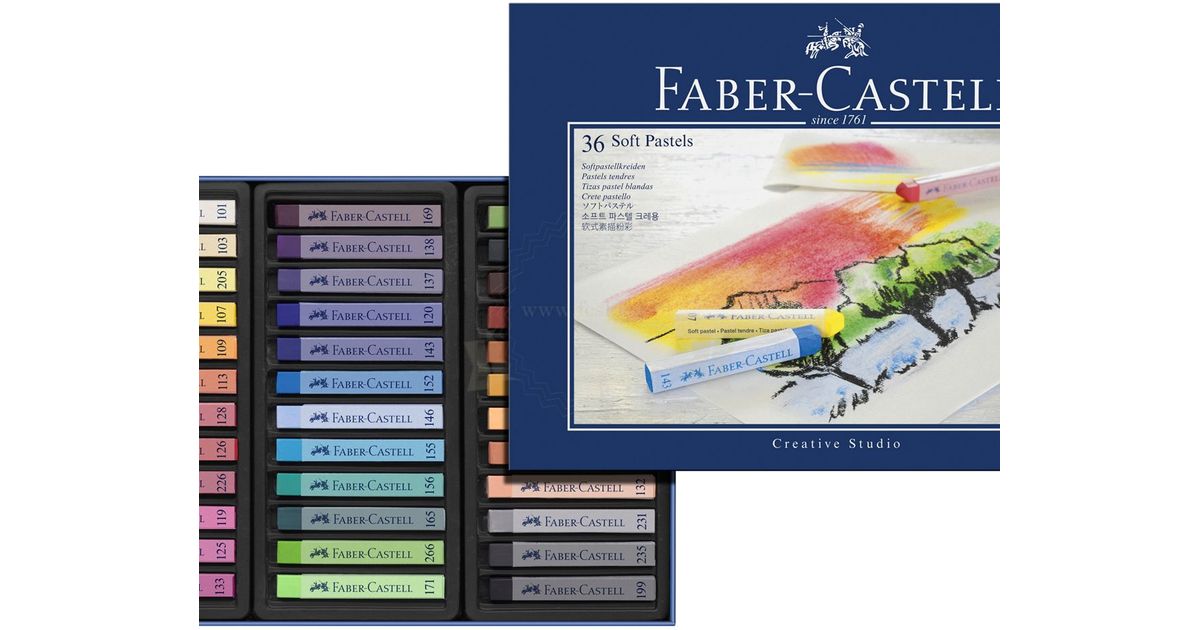 FABER-CASTELL
since 1761
36 Soft Pastels
Softpastellkreiden
Pastels tendres
Tizas pastel blandas
Crete pastello
ソフトパステル
소프트 파스텔 크레용
软式素描粉彩
FABER-CASTELL
FABER-CASTELL
Soft pastel • Pastel tendre • Tiza
143 FABER-CASTELL
Creative Studio
L 101
L 103
L 205
L 107
L 109
L 113
L 128
L 126
L 226
L 119
L 125
L 133
FABER-CASTELL 169
FABER-CASTELL 138
FABER-CASTELL 137
FABER-CASTELL 120
FABER-CASTELL 143
FABER-CASTELL 152
FABER-CASTELL 146
FABER-CASTELL 155
FABER-CASTELL 156
FABER-CASTELL 165
FABER-CASTELL 266
FABER-CASTELL 171
FABER-CASTELL 132
FABER-CASTELL 231
FABER-CASTELL 235
FABER-CASTELL 199